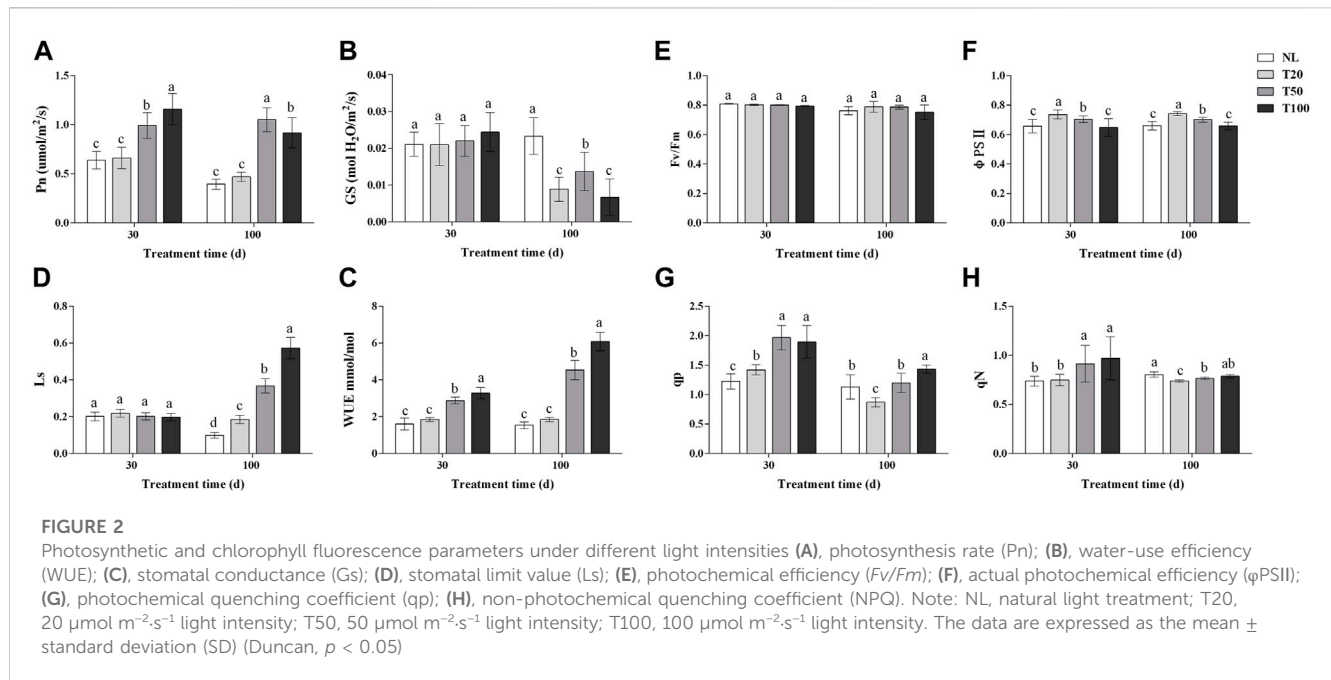 A
Pn (umol/m²/s)
1.5
1.0
0.5
0.0
c c b a
c c a b
30 100
Treatment time (d)
B
GS (mol H₂O/m²/s)
0.04
0.03
0.02
0.01
0.00
a a a a
a c b c
30 100
Treatment time (d)
E
Fv/Fm
1.0
0.8
0.6
0.4
0.2
0.0
a a a a
a a a a
30 100
Treatment time (d)
F
ϕ PS II
1.0
0.8
0.6
0.4
0.2
0.0
c a b c
c a b c
30 100
Treatment time (d)
NL
T20
T50
T100
D
Ls
0.8
0.6
0.4
0.2
0.0
a a a a
d c b a
30 100
Treatment time (d)
C
WUE mmol/mol
8
6
4
2
0
c c b a
c c b a
30 100
Treatment time (d)
G
qp
2.5
2.0
1.5
1.0
0.5
0.0
c b a a
b c b a
30 100
Treatment time (d)
H
qN
1.5
1.0
0.5
0.0
b b a a
a c b ab
30 100
Treatment time (d)
FIGURE 2
Photosynthetic and chlorophyll fluorescence parameters under different light intensities (A), photosynthesis rate (Pn); (B), water-use efficiency
(WUE); (C), stomatal conductance (Gs); (D), stomatal limit value (Ls); (E), photochemical efficiency (Fv/Fm); (F), actual photochemical efficiency (φPSII);
(G), photochemical quenching coefficient (qp); (H), non-photochemical quenching coefficient (NPQ). Note: NL, natural light treatment; T20,
20 μmol m⁻²·s⁻¹ light intensity; T50, 50 μmol m⁻²·s⁻¹ light intensity; T100, 100 μmol m⁻²·s⁻¹ light intensity. The data are expressed as the mean ±
standard deviation (SD) (Duncan, p < 0.05)